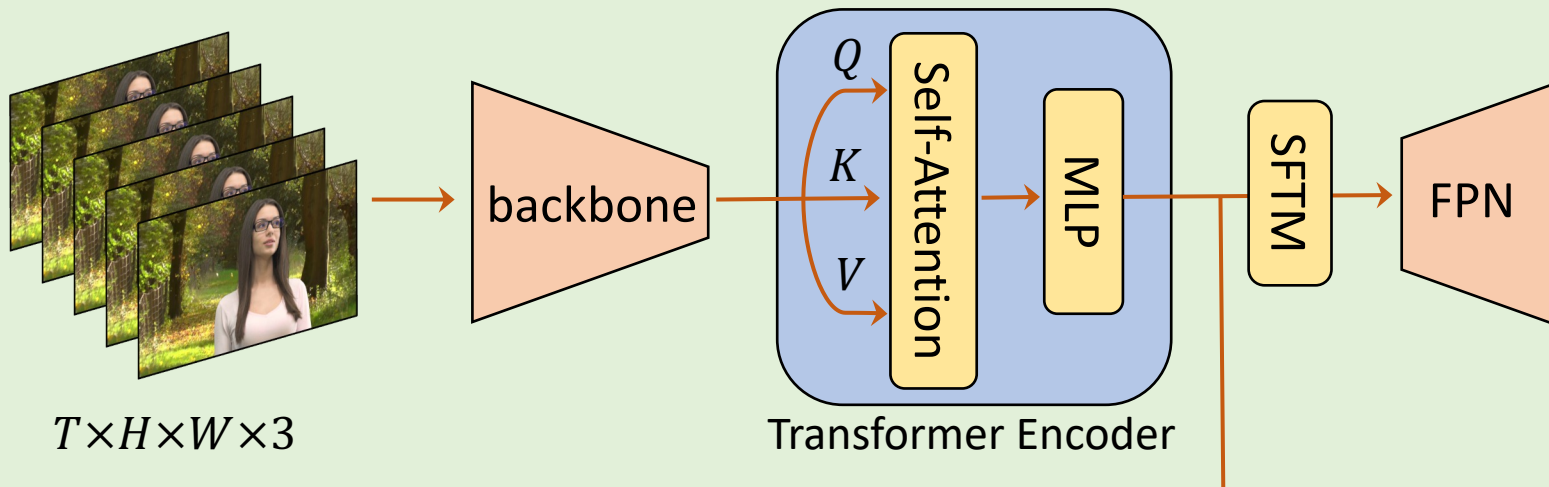 T×H×W×3
backbone
Q
K
V
Self-Attention
MLP
Transformer Encoder
SFTM
FPN